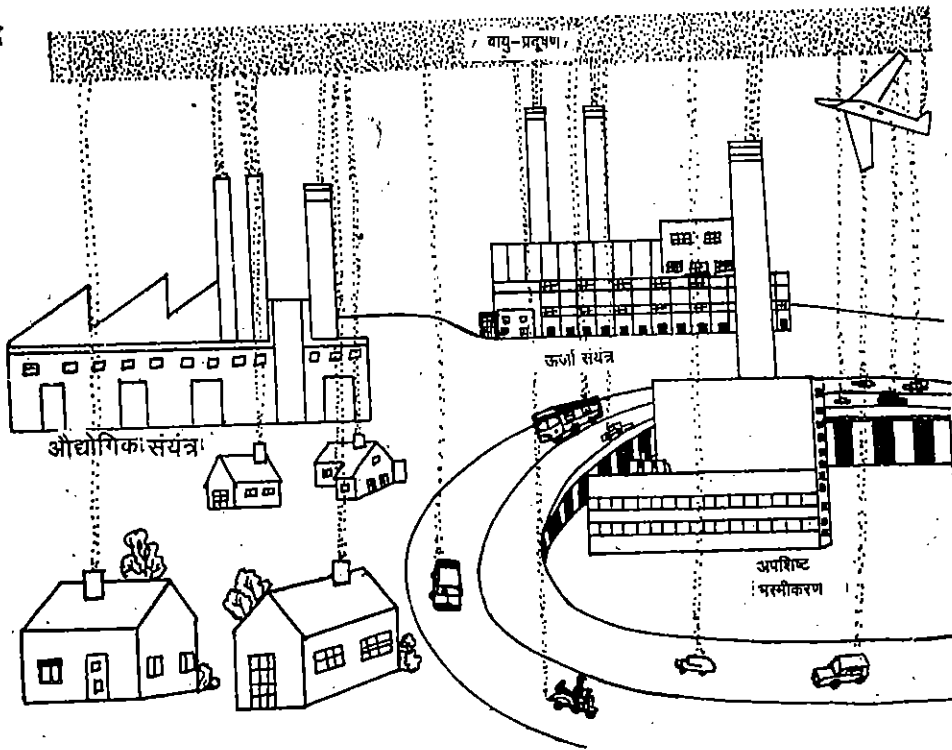 वायु-प्रदूषण
ऊर्जा संयंत्र
औद्योगिक संयंत्र
अपशिष्ट
भस्मीकरण